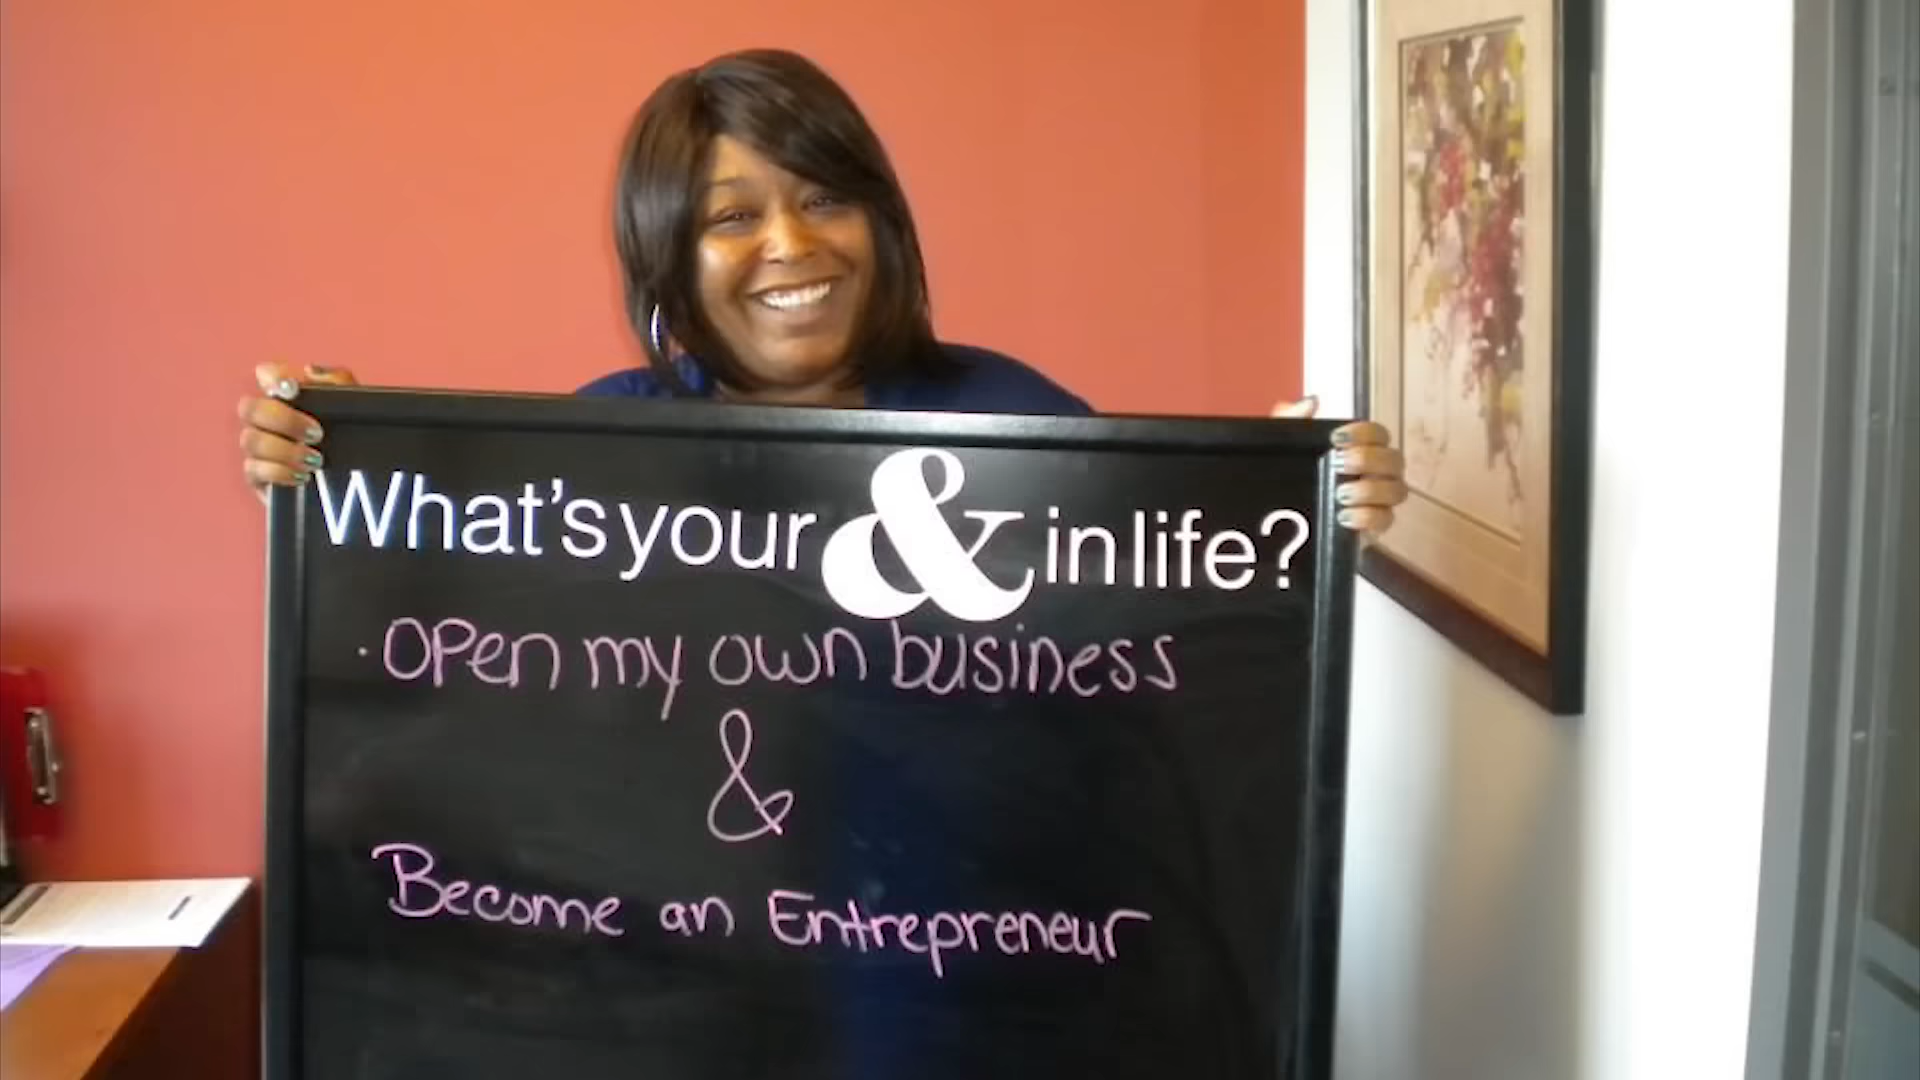 What's your & in life?
• Open my own business
&
Become an Entrepreneur